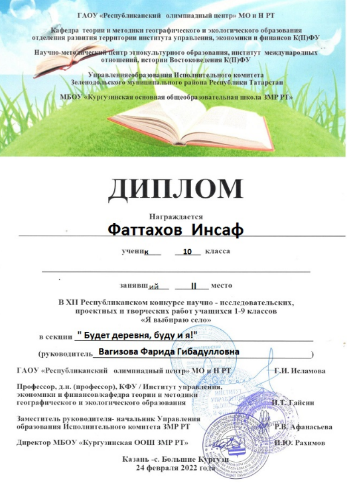 ГАОУ «Республиканский олимпиадный центр» МО и Н РТ
Кафедра теории и методики географического и экологического образования
отделения развития территории института управления, экономики и финансов К(П)ФУ
Научно-методический центр этнокультурного образования, институт международных
отношений, истории Востоковедения К(П)ФУ
Управления образования Исполнительного комитета
Зеленодольского муниципального района Республики Татарстан
МБОУ «Кургузинская основная общеобразовательная школа ЗМР РТ»
ДИПЛОМ
Награждается
Фаттахов Инсаф
ученик 10 класса
занявший II место
В XII Республиканском конкурсе научно - исследовательских,
проектных и творческих работ учащихся 1-9 классов
«Я выбираю село»
в секции " Будет деревня, буду и я!"
(руководитель Вагизова Фарида Гибадулловна )
ГАОУ «Республиканский олимпиадный центр» МО и Н РТ Г.И. Исламова
Профессор, д.н. (профессор), КФУ / Институт управления,
экономики и финансов/кафедра теории и методики
географического и экологического образования И.Т. Гайсин
Заместитель руководителя- начальник Управления
образования Исполнительного комитета ЗМР РТ Р.В. Афанасьева
Директор МБОУ «Кургузинская ООШ ЗМР РТ» И.Ю. Рахимов
Казань -с. Большие Кургузи
24 февраля 2022 года